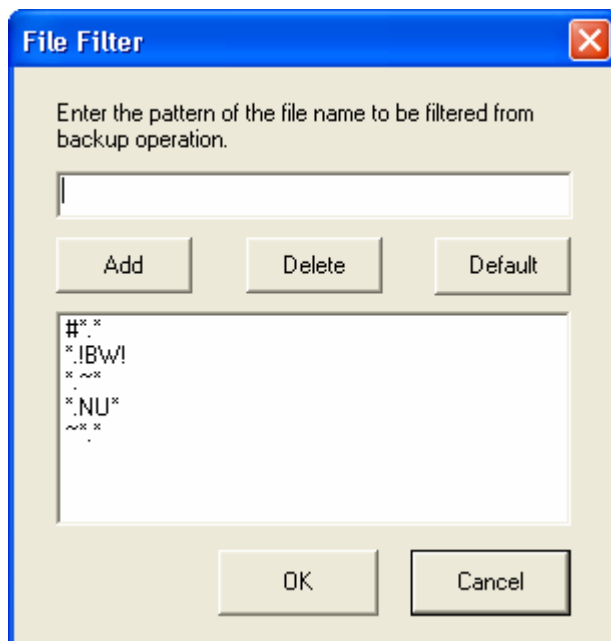 File Filter
Enter the pattern of the file name to be filtered from
backup operation.
Add Delete Default
#*.*
*.!BW!
*.~*
*.NU*
~*.*
OK Cancel